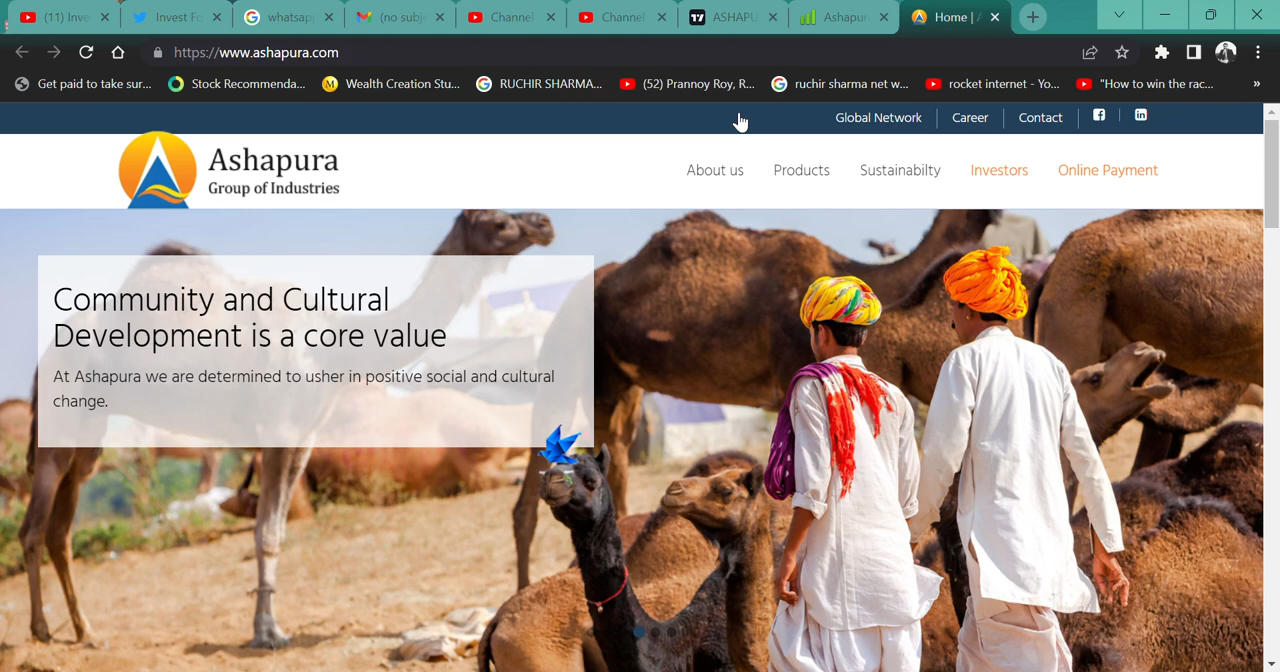 (11) Inve
Invest Fo
whatsap
(no subj
Channel
Channel
ASHAPU
Ashapur
Home | A
https://www.ashapura.com
Get paid to take sur...
Stock Recommenda...
M Wealth Creation Stu...
RUCHIR SHARMA...
(52) Prannoy Roy, R...
ruchir sharma net w...
rocket internet - Yo...
"How to win the rac...
»
Global Network
Career
Contact
Ashapura
Group of Industries
About us
Products
Sustainabilty
Investors
Online Payment
Community and Cultural
Development is a core value
At Ashapura we are determined to usher in positive social and cultural
change.